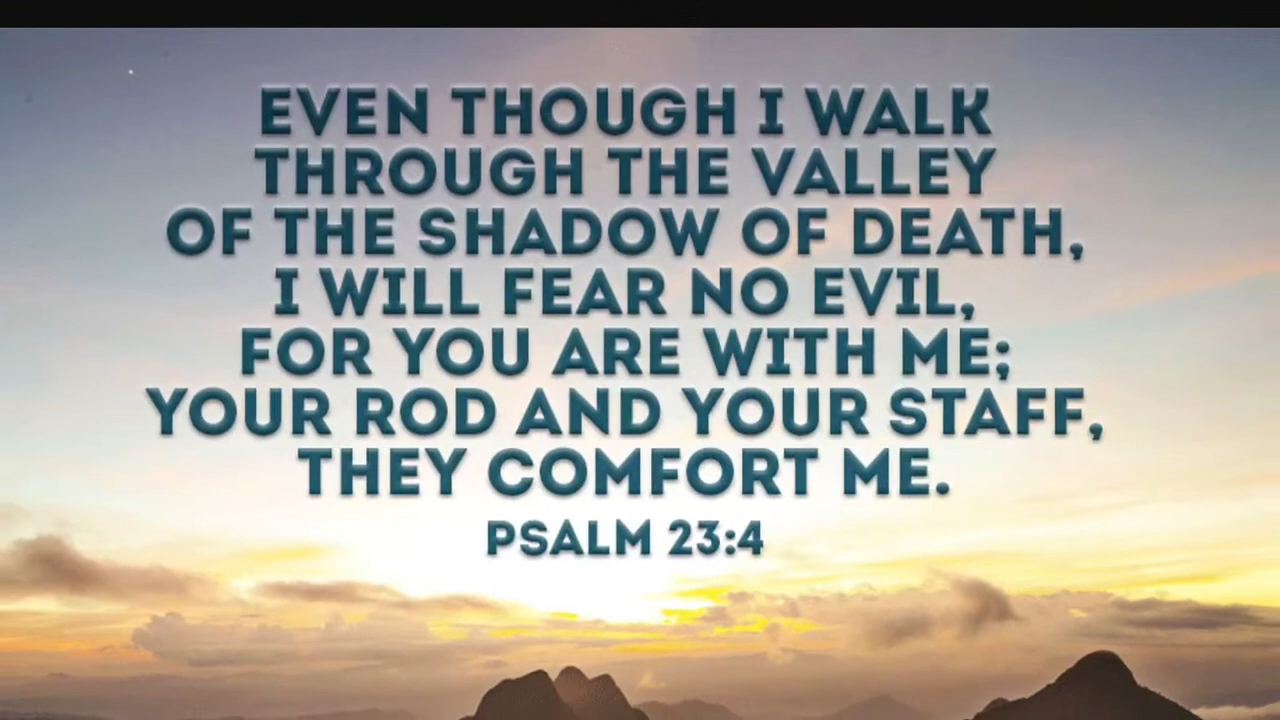 EVEN THOUGH I WALK
THROUGH THE VALLEY
OF THE SHADOW OF DEATH,
I WILL FEAR NO EVIL,
FOR YOU ARE WITH ME;
YOUR ROD AND YOUR STAFF,
THEY COMFORT ME.
PSALM 23:4